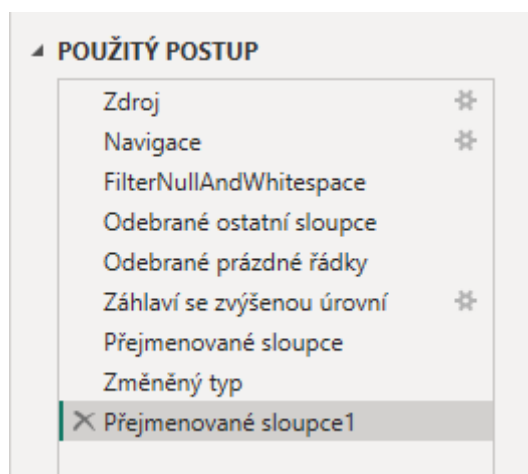 POUŽITÝ POSTUP
Zdroj
Navigace
FilterNullAndWhitespace
Odebrané ostatní sloupce
Odebrané prázdné řádky
Záhlaví se zvýšenou úrovní
Přejmenované sloupce
Změněný typ
Přejmenované sloupce1